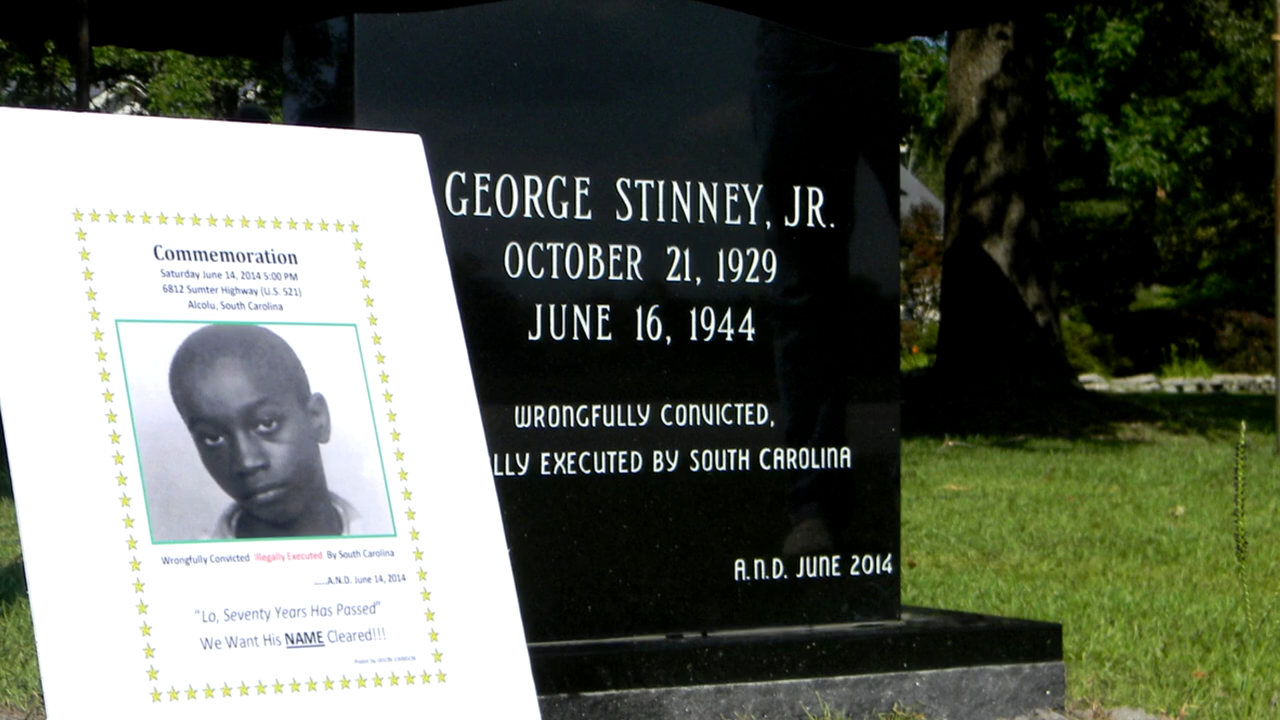 GEORGE STINNEY, JR.
OCTOBER 21, 1929
JUNE 16, 1944
WRONGFULLY CONVICTED,
LLY EXECUTED BY SOUTH CAROLINA
A.N.D. JUNE 2014
Commemoration
Saturday June 14, 2014 5:00 PM
6812 Sumter Highway (U.S. 521)
Alcolu, South Carolina
Wrongfully Convicted Illegally Executed By South Carolina
......A.N.D. June 14, 2014
"Lo, Seventy Years Has Passed"
We Want His NAME Cleared!!!